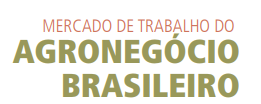 MERCADO DE TRABALHO DO
AGRONEGÓCIO
BRASILEIRO